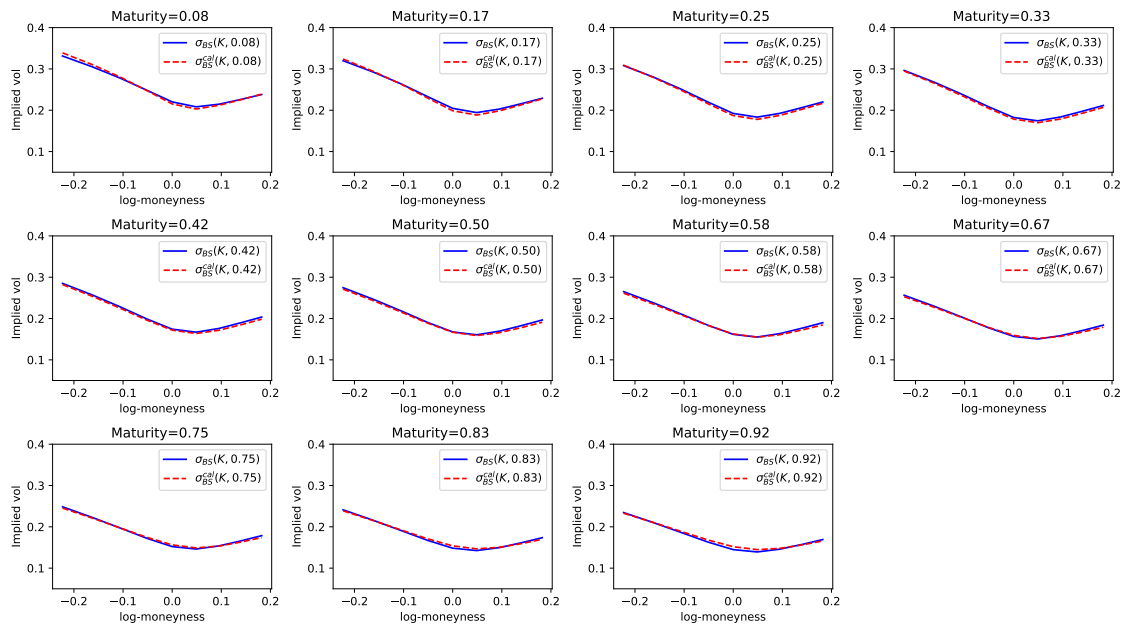 Maturity=0.08
0.4
0.3
0.2
0.1
Implied vol
σBS(K, 0.08)
σcalBS(K, 0.08)
−0.2 −0.1 0.0 0.1 0.2
log-moneyness
Maturity=0.17
0.4
0.3
0.2
0.1
Implied vol
σBS(K, 0.17)
σcalBS(K, 0.17)
−0.2 −0.1 0.0 0.1 0.2
log-moneyness
Maturity=0.25
0.4
0.3
0.2
0.1
Implied vol
σBS(K, 0.25)
σcalBS(K, 0.25)
−0.2 −0.1 0.0 0.1 0.2
log-moneyness
Maturity=0.33
0.4
0.3
0.2
0.1
Implied vol
σBS(K, 0.33)
σcalBS(K, 0.33)
−0.2 −0.1 0.0 0.1 0.2
log-moneyness
Maturity=0.42
0.4
0.3
0.2
0.1
Implied vol
σBS(K, 0.42)
σcalBS(K, 0.42)
−0.2 −0.1 0.0 0.1 0.2
log-moneyness
Maturity=0.50
0.4
0.3
0.2
0.1
Implied vol
σBS(K, 0.50)
σcalBS(K, 0.50)
−0.2 −0.1 0.0 0.1 0.2
log-moneyness
Maturity=0.58
0.4
0.3
0.2
0.1
Implied vol
σBS(K, 0.58)
σcalBS(K, 0.58)
−0.2 −0.1 0.0 0.1 0.2
log-moneyness
Maturity=0.67
0.4
0.3
0.2
0.1
Implied vol
σBS(K, 0.67)
σcalBS(K, 0.67)
−0.2 −0.1 0.0 0.1 0.2
log-moneyness
Maturity=0.75
0.4
0.3
0.2
0.1
Implied vol
σBS(K, 0.75)
σcalBS(K, 0.75)
−0.2 −0.1 0.0 0.1 0.2
log-moneyness
Maturity=0.83
0.4
0.3
0.2
0.1
Implied vol
σBS(K, 0.83)
σcalBS(K, 0.83)
−0.2 −0.1 0.0 0.1 0.2
log-moneyness
Maturity=0.92
0.4
0.3
0.2
0.1
Implied vol
σBS(K, 0.92)
σcalBS(K, 0.92)
−0.2 −0.1 0.0 0.1 0.2
log-moneyness